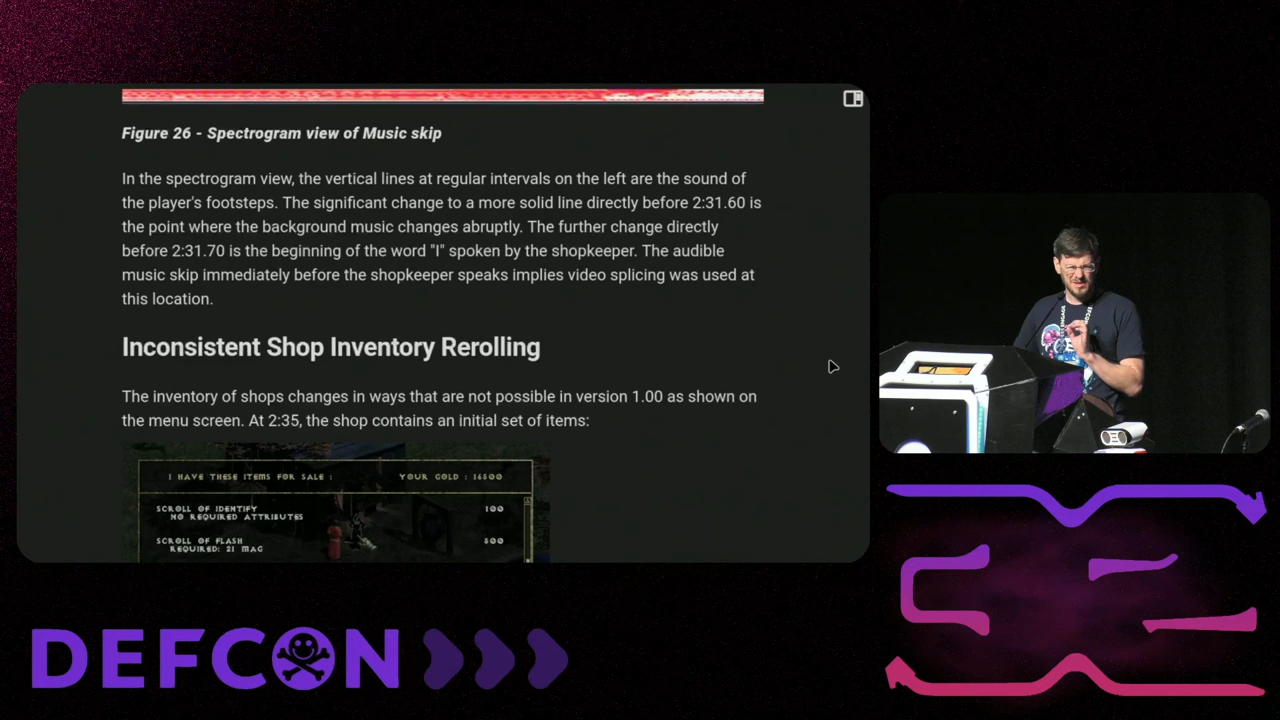 Figure 26 - Spectrogram view of Music skip
In the spectrogram view, the vertical lines at regular intervals on the left are the sound of
the player's footsteps. The significant change to a more solid line directly before 2:31.60 is
the point where the background music changes abruptly. The further change directly
before 2:31.70 is the beginning of the word "I" spoken by the shopkeeper. The audible
music skip immediately before the shopkeeper speaks implies video splicing was used at
this location.
Inconsistent Shop Inventory Rerolling
The inventory of shops changes in ways that are not possible in version 1.00 as shown on
the menu screen. At 2:35, the shop contains an initial set of items:
I HAVE THESE ITEMS FOR SALE : YOUR GOLD : 16500
SCROLL OF IDENTIFY 100
NO REQUIRED ATTRIBUTES
SCROLL OF FLASH 500
REQUIRED: 21 MAG
DEFCON